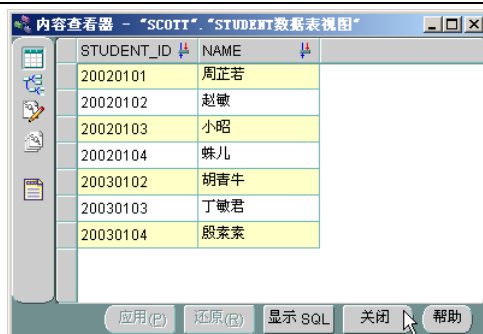 内容查看器 - "SCOTT"."STUDENT数据表视图"
STUDENT_ID NAME
20020101 周芷若
20020102 赵敏
20020103 小昭
20020104 蛛儿
20030102 胡青牛
20030103 丁敏君
20030104 殷素素
应用(P) 还原(R) 显示 SQL 关闭 帮助